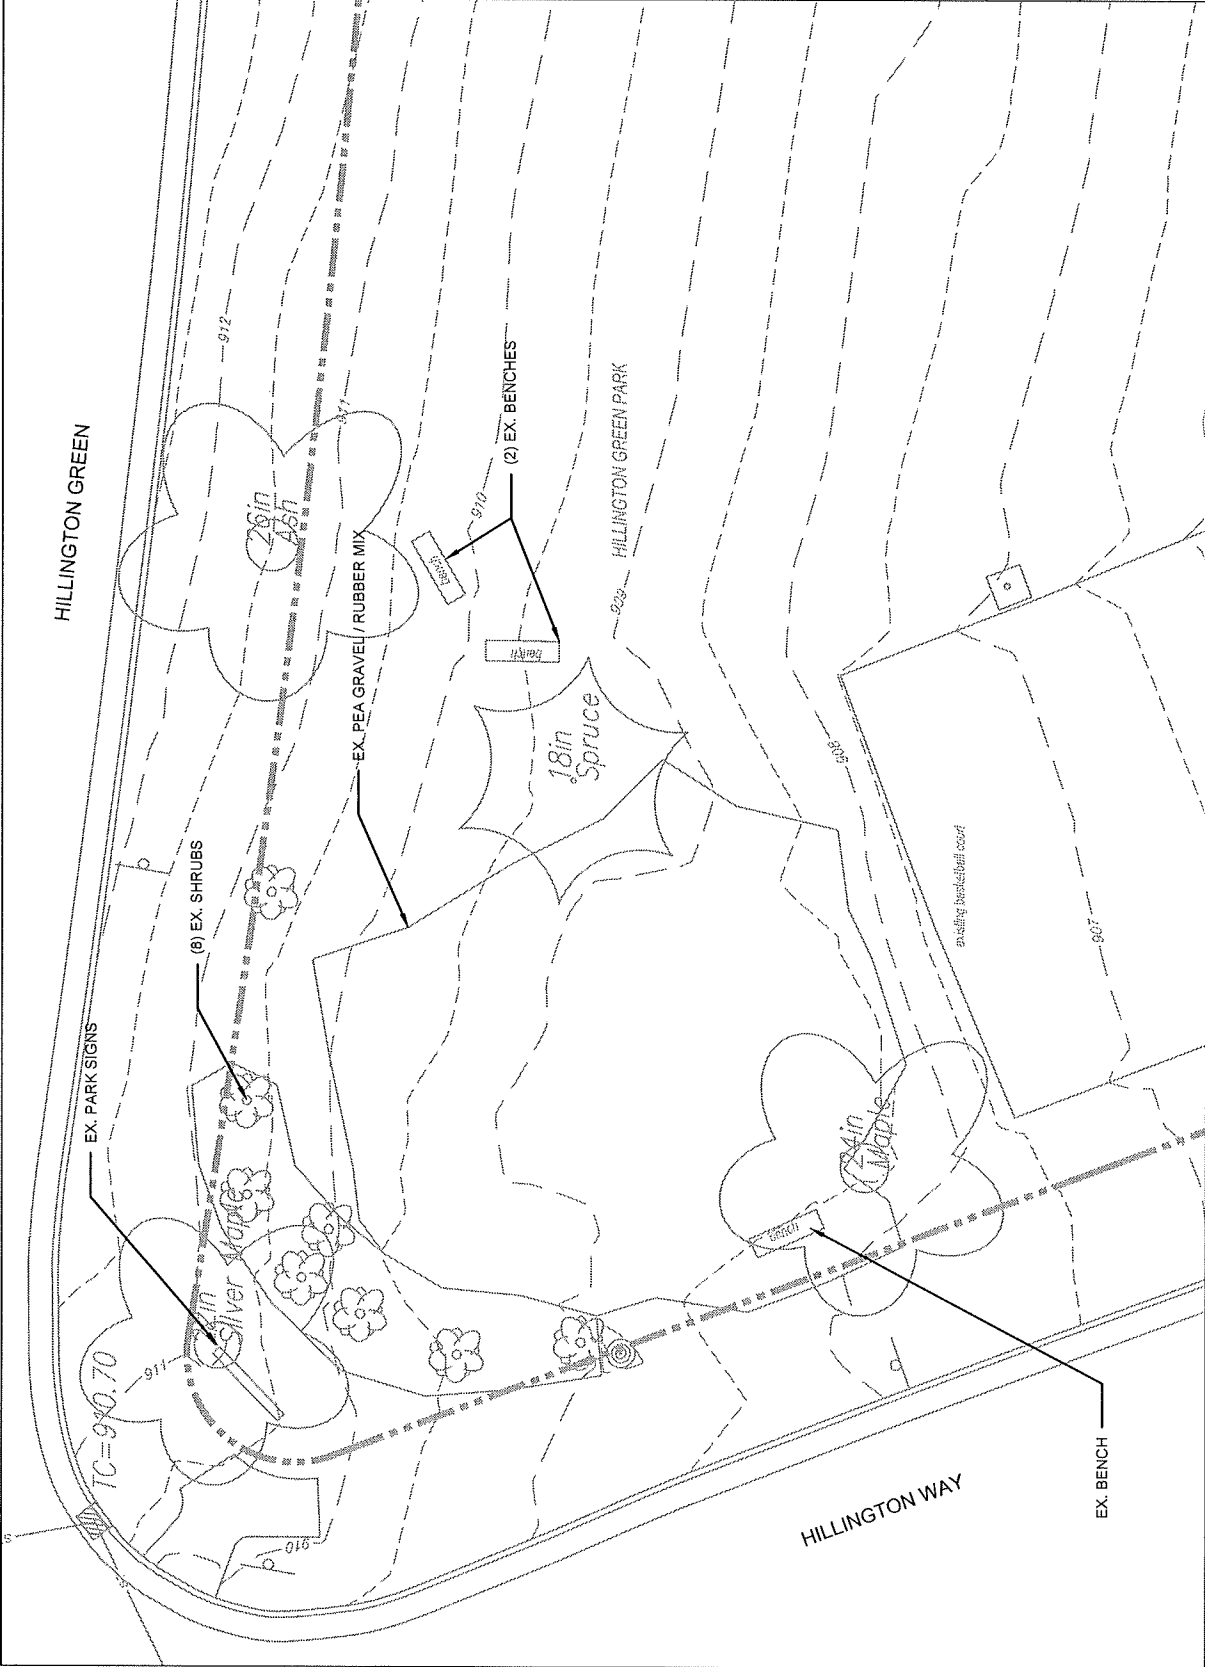 HILLINGTON GREEN
EX. PARK SIGNS
(8) EX. SHRUBS
EX. PEA GRAVEL / RUBBER MIX
(2) EX. BENCHES
HILLINGTON GREEN PARK
912
911
910
909
908
907
26in
Ash
bench
bench
18in
Spruce
existing basketball court
TC=910.70
911
910
in
Silver Maple
24in
Maple
bench
EX. BENCH
HILLINGTON WAY
S